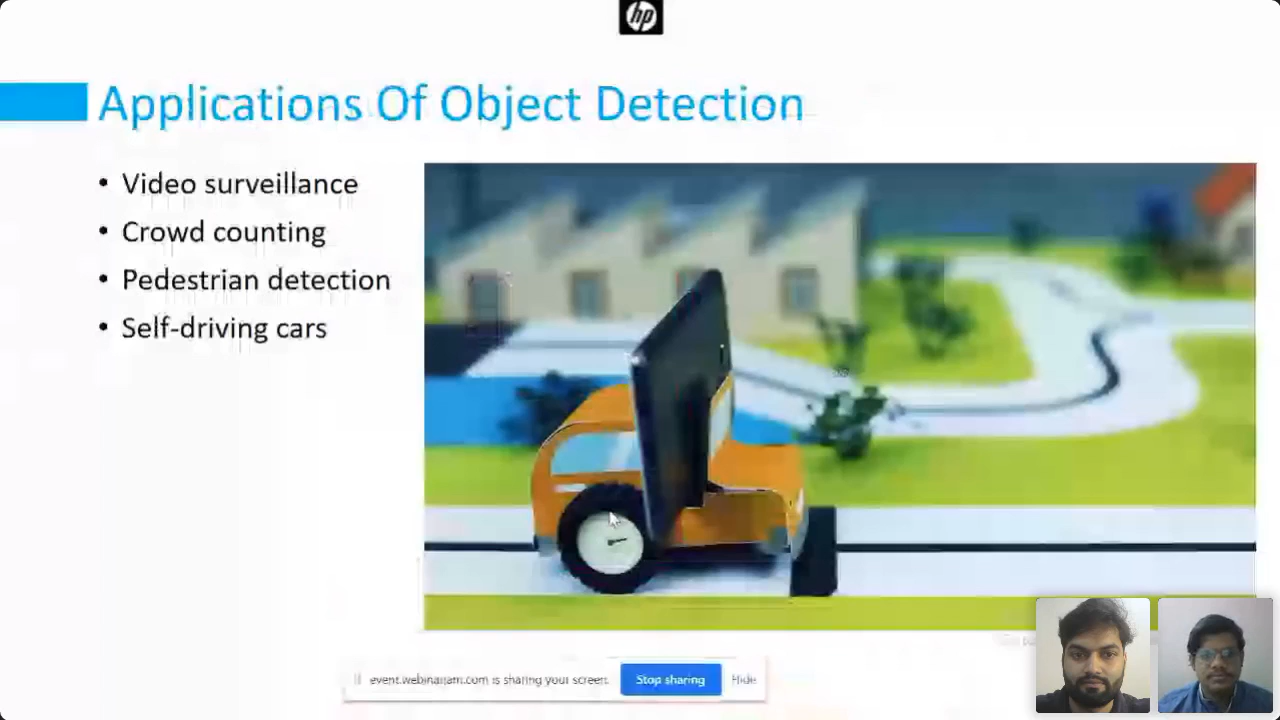 hp
Applications Of Object Detection
• Video surveillance
• Crowd counting
• Pedestrian detection
• Self-driving cars
event.webinarjam.com is sharing your screen.
Stop sharing
Hide